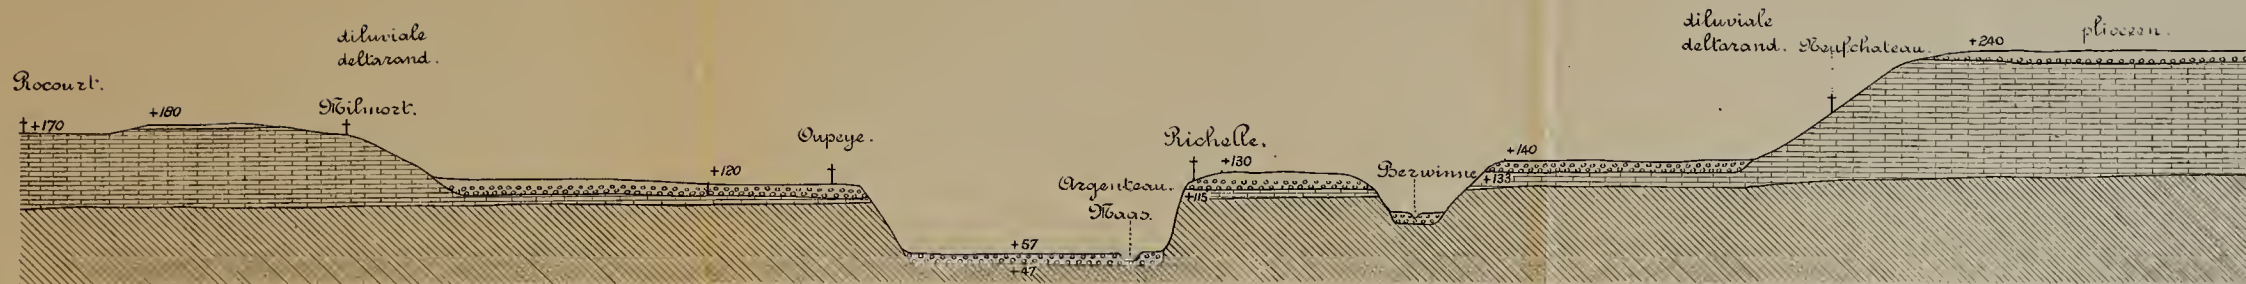 Rocourt.
+170
+180
diluviale
deltarand.
Milmort.
+120
Oupeye.
+57
+47
Argenteau.
Maas.
Richelle.
+130
+115
Berwinne
+140
+133
diluviale
deltarand.
Neufchateau.
+240
plioceen.